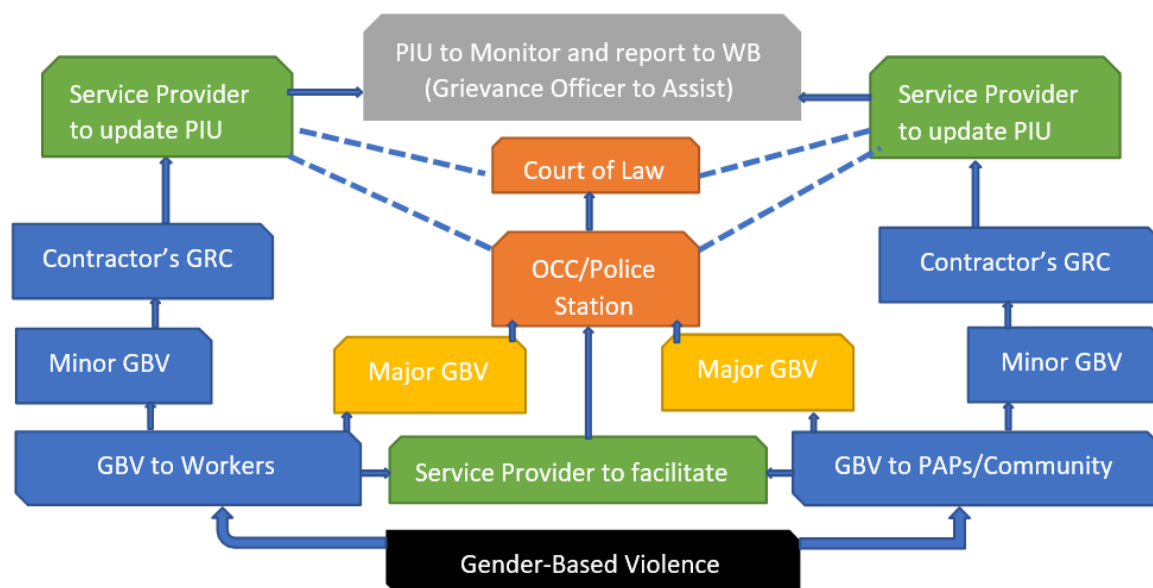 PIU to Monitor and report to WB
(Grievance Officer to Assist)
Service Provider
to update PIU
Service Provider
to update PIU
Court of Law
Contractor's GRC
OCC/Police
Station
Contractor's GRC
Minor GBV
Major GBV
Major GBV
Minor GBV
GBV to Workers
Service Provider to facilitate
GBV to PAPs/Community
Gender-Based Violence